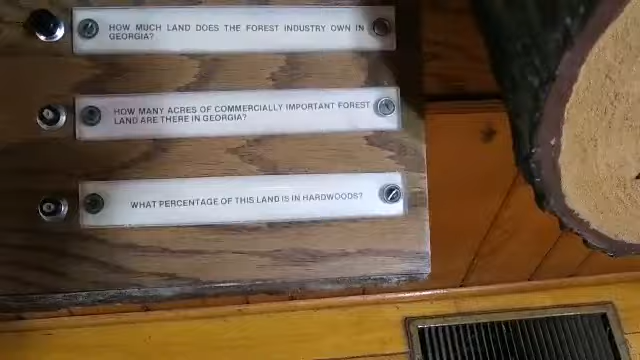 HOW MUCH LAND DOES THE FOREST INDUSTRY OWN IN
GEORGIA?
HOW MANY ACRES OF COMMERCIALLY IMPORTANT FOREST
LAND ARE THERE IN GEORGIA?
WHAT PERCENTAGE OF THIS LAND IS IN HARDWOODS?